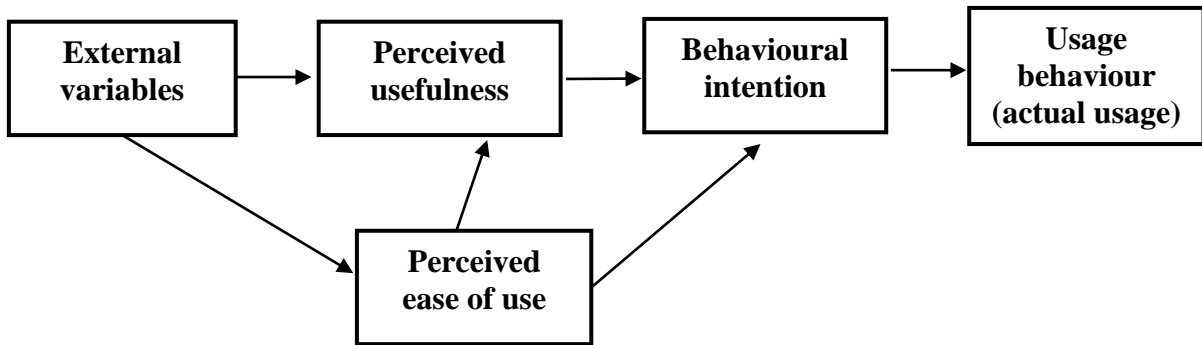 External
variables
Perceived
usefulness
Behavioural
intention
Usage
behaviour
(actual usage)
Perceived
ease of use